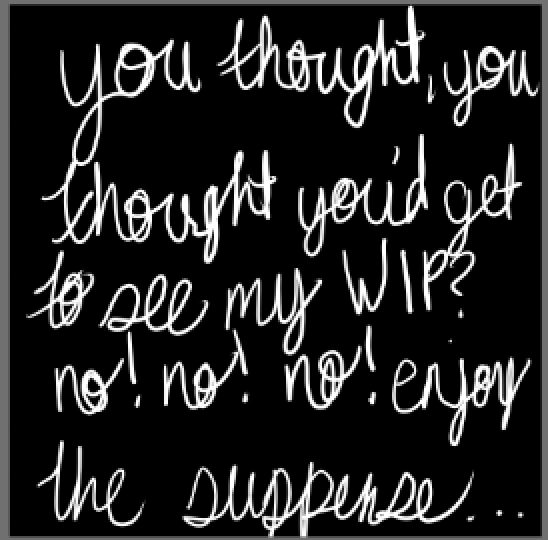 you thought, you
thought you'd get
to see my WIP?
no! no! no! enjoy
the suspense...